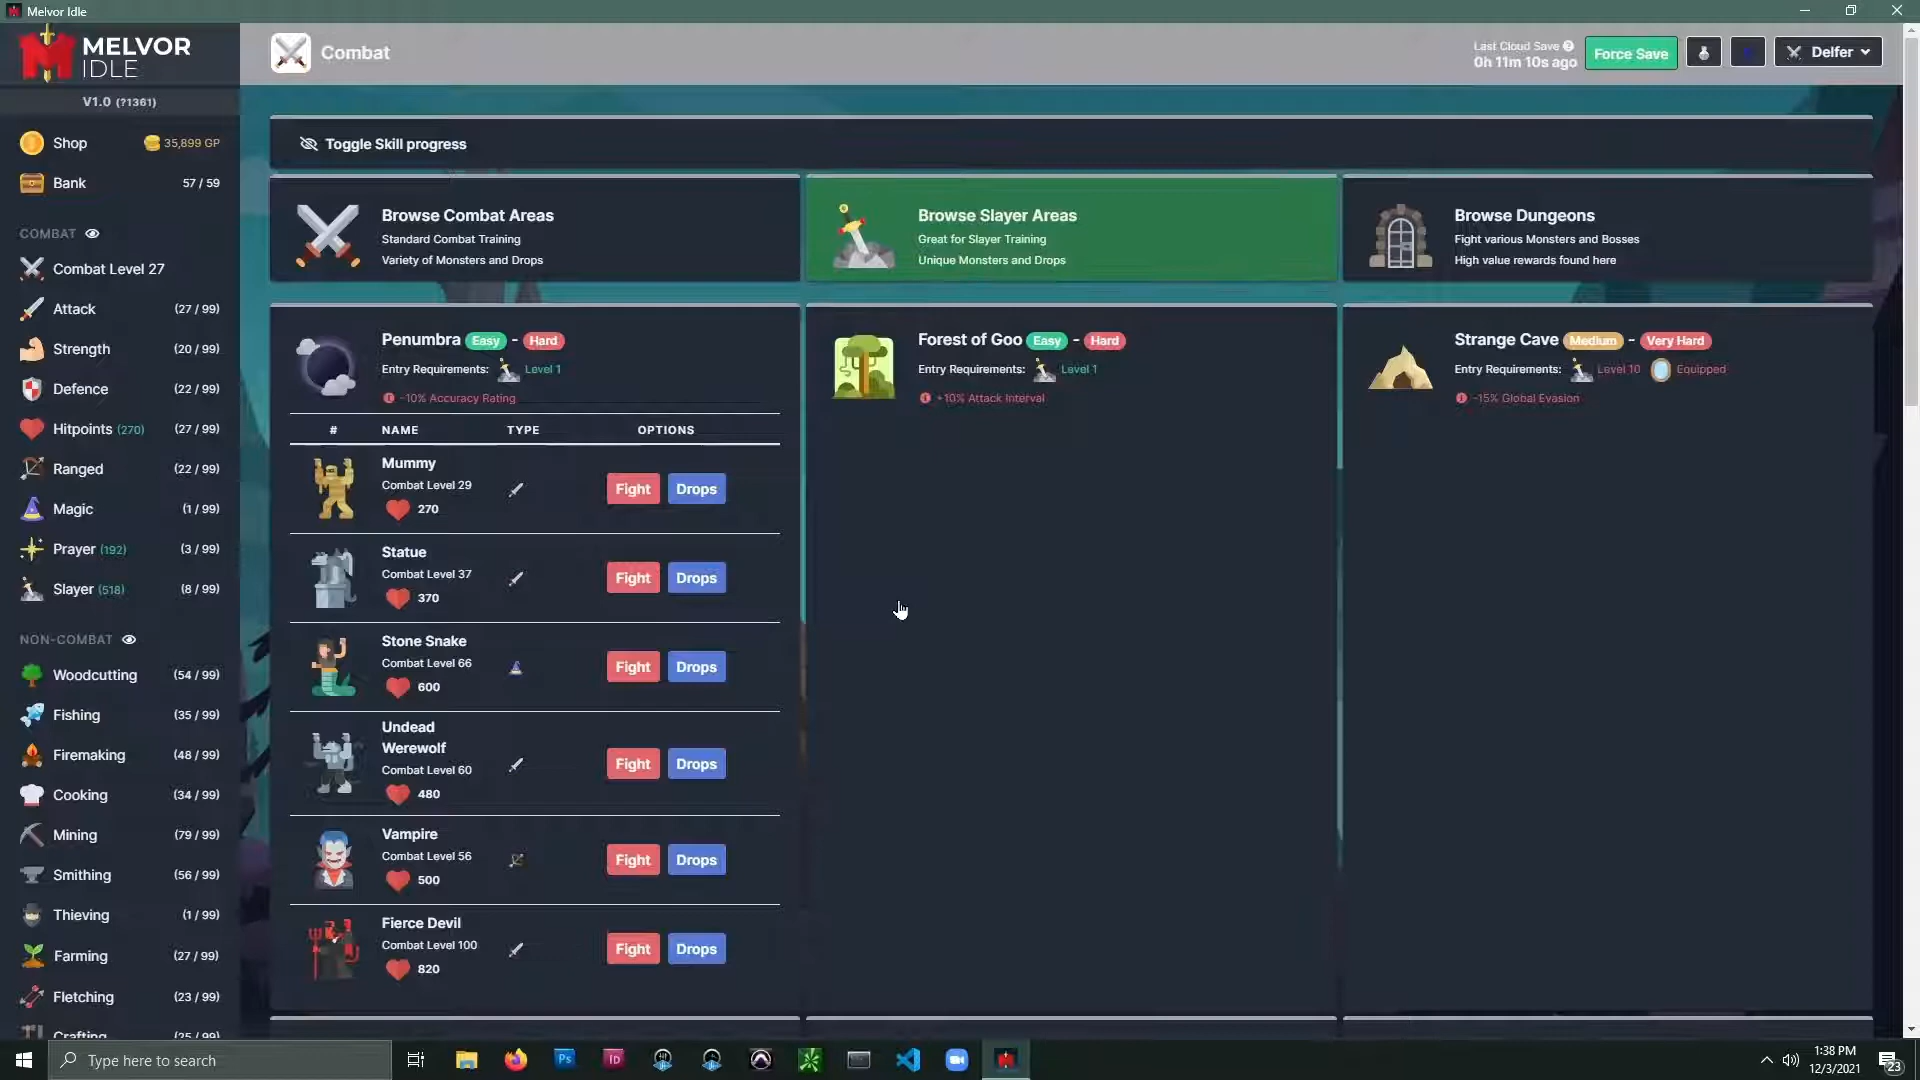 Melvor Idle
MELVOR
IDLE
V1.0 (?1361)
Shop 35,899 GP
Bank 57 / 59
COMBAT
Combat Level 27
Attack (27 / 99)
Strength (20 / 99)
Defence (22 / 99)
Hitpoints (270) (27 / 99)
Ranged (22 / 99)
Magic (1 / 99)
Prayer (192) (3 / 99)
Slayer (518) (8 / 99)
NON-COMBAT
Woodcutting (54 / 99)
Fishing (35 / 99)
Firemaking (48 / 99)
Cooking (34 / 99)
Mining (79 / 99)
Smithing (56 / 99)
Thieving (1 / 99)
Farming (27 / 99)
Fletching (23 / 99)
Crafting (25 / 99)
Combat
Last Cloud Save
0h 11m 10s ago
Force Save
Delfer
Toggle Skill progress
Browse Combat Areas
Standard Combat Training
Variety of Monsters and Drops
Browse Slayer Areas
Great for Slayer Training
Unique Monsters and Drops
Browse Dungeons
Fight various Monsters and Bosses
High value rewards found here
Penumbra Easy - Hard
Entry Requirements: Level 1
-10% Accuracy Rating
# NAME TYPE OPTIONS
Mummy
Combat Level 29
270
Fight Drops
Statue
Combat Level 37
370
Fight Drops
Stone Snake
Combat Level 66
600
Fight Drops
Undead
Werewolf
Combat Level 60
480
Fight Drops
Vampire
Combat Level 56
500
Fight Drops
Fierce Devil
Combat Level 100
820
Fight Drops
Forest of Goo Easy - Hard
Entry Requirements: Level 1
+10% Attack Interval
Strange Cave Medium - Very Hard
Entry Requirements: Level 10 Equipped
-15% Global Evasion
Type here to search
Ps
ID
1:38 PM
12/3/2021
23